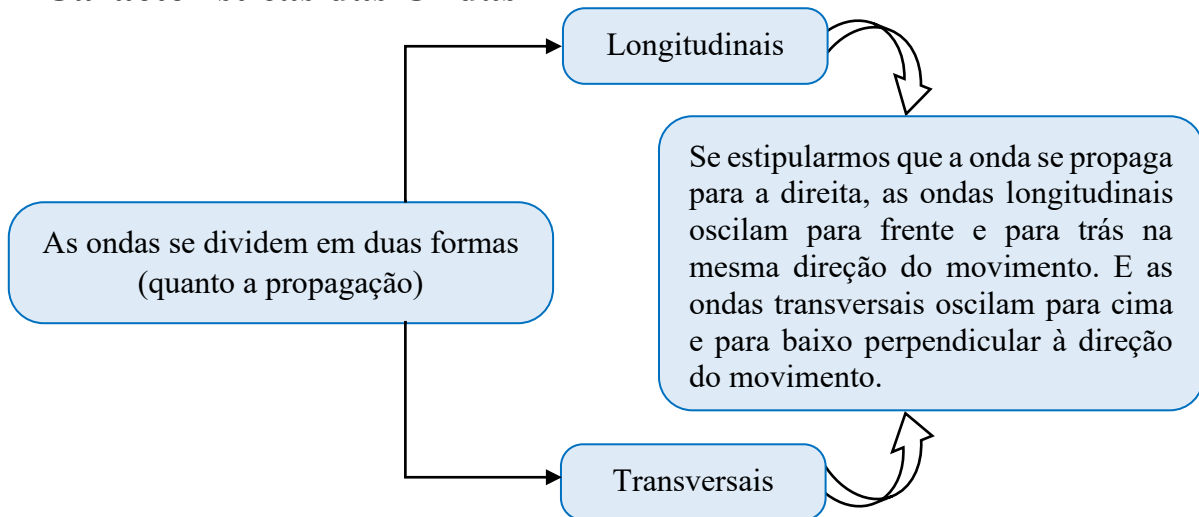 Longitudinais
As ondas se dividem em duas formas
(quanto a propagação)
Se estipularmos que a onda se propaga
para a direita, as ondas longitudinais
oscilam para frente e para trás na
mesma direção do movimento. E as
ondas transversais oscilam para cima
e para baixo perpendicular à direção
do movimento.
Transversais